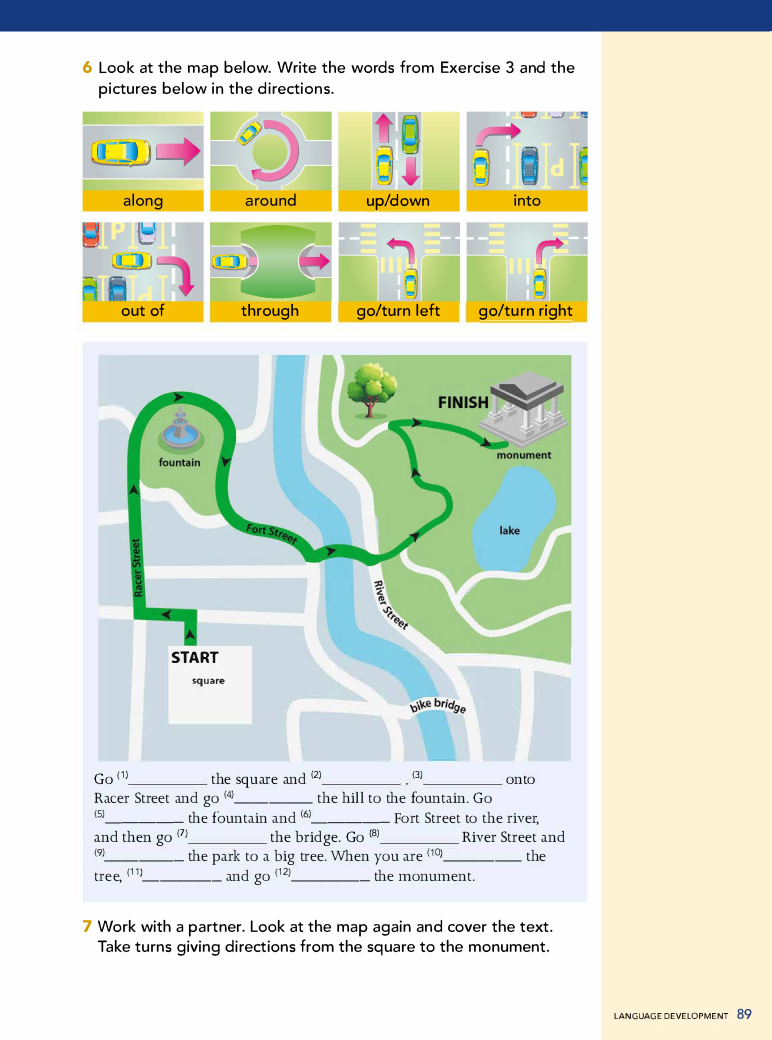 6 Look at the map below. Write the words from Exercise 3 and the
pictures below in the directions.
along
around
up/down
into
P
P
out of
through
go/turn left
go/turn right
FINISH
monument
fountain
lake
Fort Street
Racer Street
River Street
START
square
bike bridge
Go (1)__________ the square and (2)__________ . (3)__________ onto
Racer Street and go (4)__________ the hill to the fountain. Go
(5)__________ the fountain and (6)__________ Fort Street to the river,
and then go (7)__________ the bridge. Go (8)__________ River Street and
(9)__________ the park to a big tree. When you are (10)__________ the
tree, (11)__________ and go (12)__________ the monument.
7 Work with a partner. Look at the map again and cover the text.
Take turns giving directions from the square to the monument.
LANGUAGE DEVELOPMENT 89